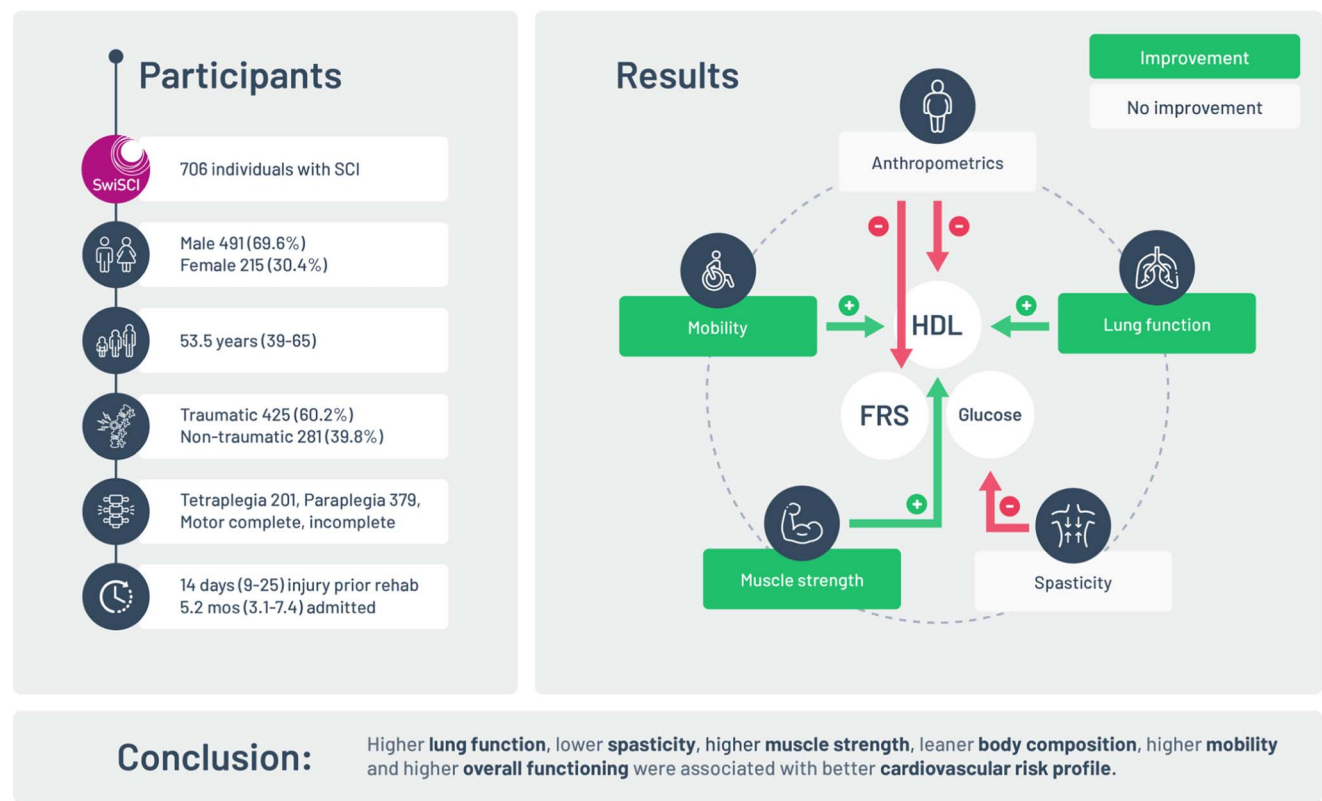 Participants
SwiSCI
706 individuals with SCI
Male 491 (69.6%)
Female 215 (30.4%)
53.5 years (39-65)
Traumatic 425 (60.2%)
Non-traumatic 281 (39.8%)
Tetraplegia 201, Paraplegia 379,
Motor complete, incomplete
14 days (9-25) injury prior rehab
5.2 mos (3.1-7.4) admitted
Results
Improvement
No improvement
Anthropometrics
-
-
Mobility
+
HDL
+
Lung function
FRS
Glucose
Muscle strength
+
-
Spasticity
Conclusion:
Higher lung function, lower spasticity, higher muscle strength, leaner body composition, higher mobility
and higher overall functioning were associated with better cardiovascular risk profile.